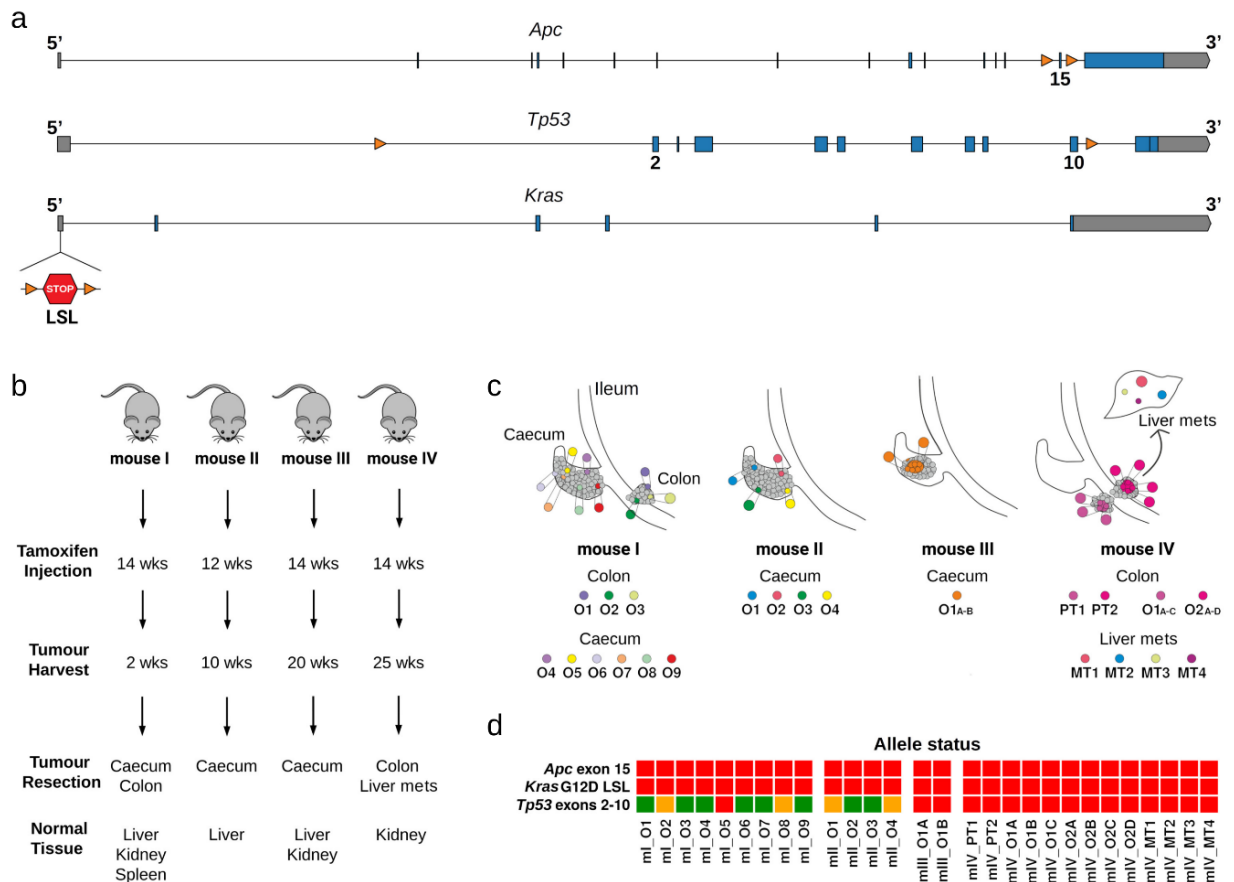 a
Apc
5’
3’
15
Tp53
5’
3’
2
10
Kras
5’
3’
STOP
LSL
b
mouse I mouse II mouse III mouse IV
Tamoxifen
Injection
14 wks 12 wks 14 wks 14 wks
Tumour
Harvest
2 wks 10 wks 20 wks 25 wks
Tumour
Resection
Caecum
Colon
Caecum
Caecum
Colon
Liver mets
Normal
Tissue
Liver
Kidney
Spleen
Liver
Liver
Kidney
Kidney
c
Ileum
Caecum
Colon
Liver mets
mouse I
Colon
O1 O2 O3
Caecum
O4 O5 O6 O7 O8 O9
mouse II
Caecum
O1 O2 O3 O4
mouse III
Caecum
O1A-B
mouse IV
Colon
PT1 PT2 O1A-C O2A-D
Liver mets
MT1 MT2 MT3 MT4
d
Allele status
Apc exon 15
Kras G12D LSL
Tp53 exons 2-10
mI_O1
mI_O2
mI_O3
mI_O4
mI_O5
mI_O6
mI_O7
mI_O8
mI_O9
mII_O1
mII_O2
mII_O3
mII_O4
mIII_O1A
mIII_O1B
mIV_PT1
mIV_PT2
mIV_O1A
mIV_O1B
mIV_O1C
mIV_O2A
mIV_O2B
mIV_O2C
mIV_O2D
mIV_MT1
mIV_MT2
mIV_MT3
mIV_MT4